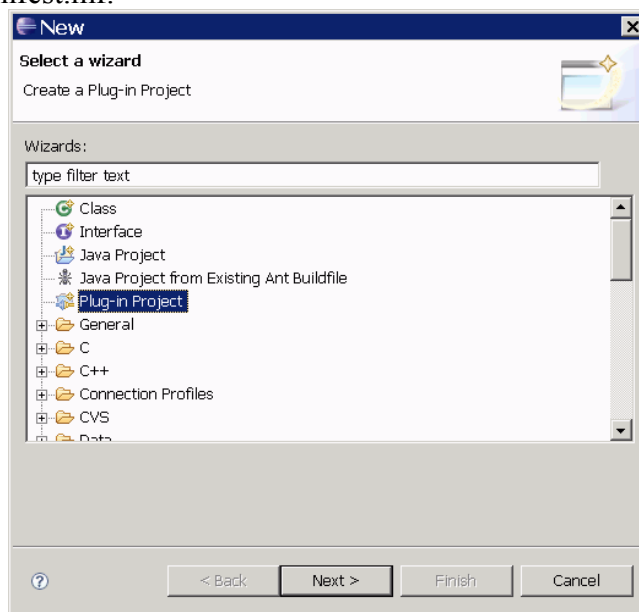 New
Select a wizard
Create a Plug-in Project
Wizards:
type filter text
Class
Interface
Java Project
Java Project from Existing Ant Buildfile
Plug-in Project
General
C
C++
Connection Profiles
CVS
Data
< Back Next > Finish Cancel